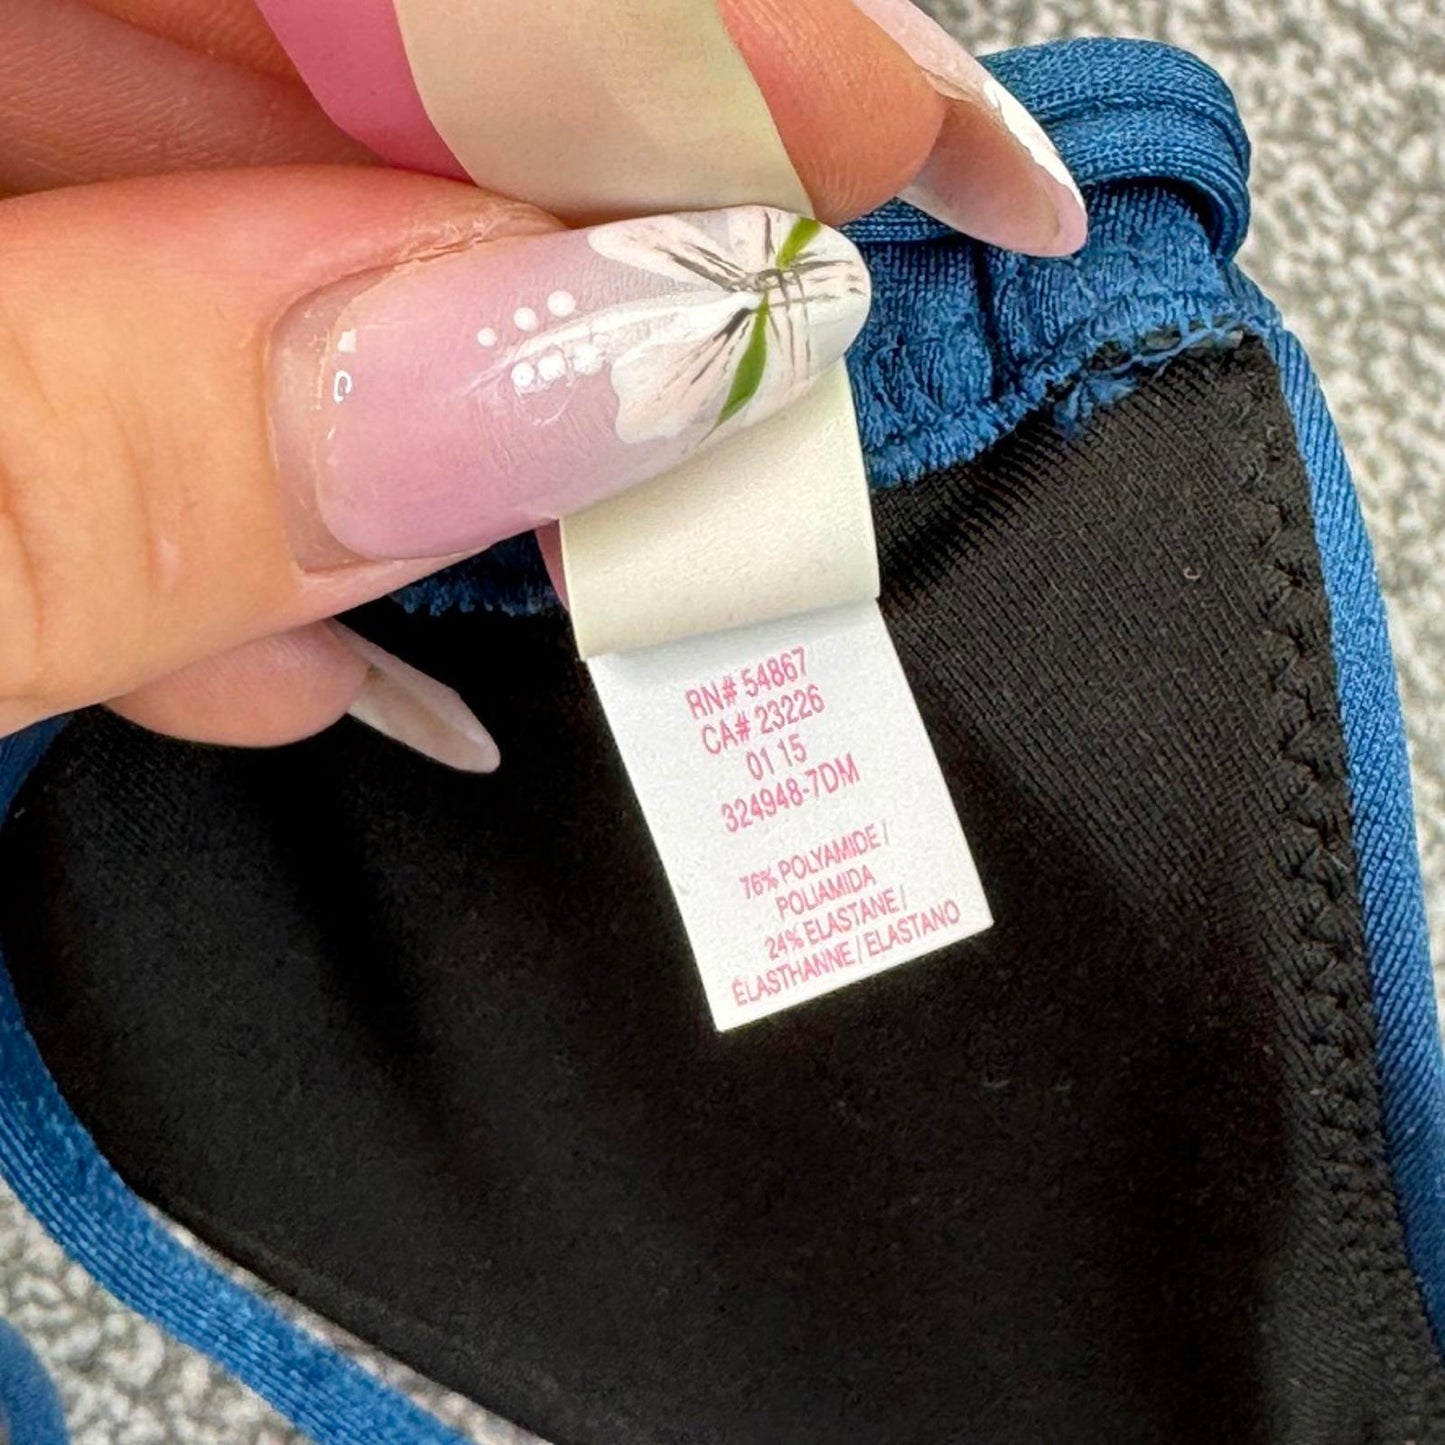 RN# 54867
CA# 23226
01 15
324948-7DM
76% POLYAMIDE /
POLIAMIDA
24% ELASTANE /
ÉLASTHANNE / ELASTANO